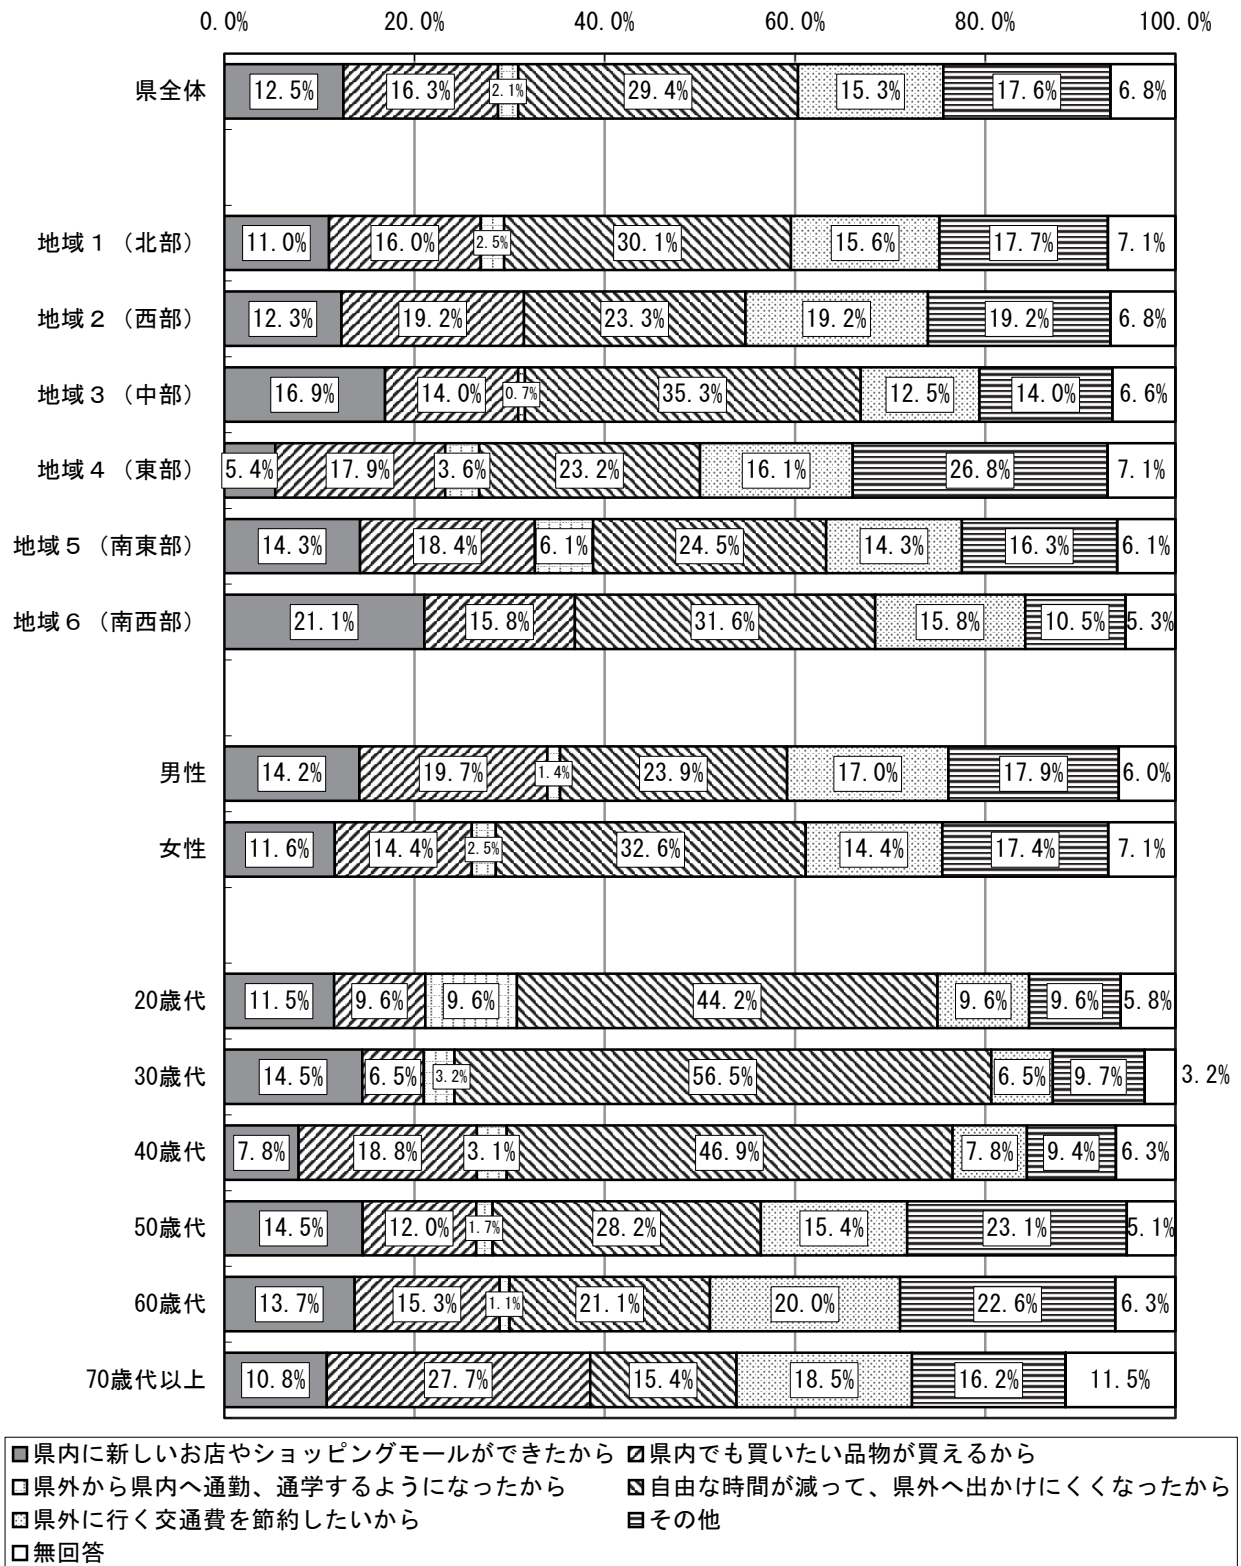 0.0% 20.0% 40.0% 60.0% 80.0% 100.0%
県全体 12.5% 16.3% 2.1% 29.4% 15.3% 17.6% 6.8%
地域1（北部） 11.0% 16.0% 2.5% 30.1% 15.6% 17.7% 7.1%
地域2（西部） 12.3% 19.2% 23.3% 19.2% 19.2% 6.8%
地域3（中部） 16.9% 14.0% 0.7% 35.3% 12.5% 14.0% 6.6%
地域4（東部） 5.4% 17.9% 3.6% 23.2% 16.1% 26.8% 7.1%
地域5（南東部） 14.3% 18.4% 6.1% 24.5% 14.3% 16.3% 6.1%
地域6（南西部） 21.1% 15.8% 31.6% 15.8% 10.5% 5.3%
男性 14.2% 19.7% 1.4% 23.9% 17.0% 17.9% 6.0%
女性 11.6% 14.4% 2.5% 32.6% 14.4% 17.4% 7.1%
20歳代 11.5% 9.6% 9.6% 44.2% 9.6% 9.6% 5.8%
30歳代 14.5% 6.5% 3.2% 56.5% 6.5% 9.7% 3.2%
40歳代 7.8% 18.8% 3.1% 46.9% 7.8% 9.4% 6.3%
50歳代 14.5% 12.0% 1.7% 28.2% 15.4% 23.1% 5.1%
60歳代 13.7% 15.3% 1.1% 21.1% 20.0% 22.6% 6.3%
70歳代以上 10.8% 27.7% 15.4% 18.5% 16.2% 11.5%
県内に新しいお店やショッピングモールができたから 県内でも買いたい品物が買えるから
県外から県内へ通勤、通学するようになったから 自由な時間が減って、県外へ出かけにくくなったから
県外に行く交通費を節約したいから その他
無回答